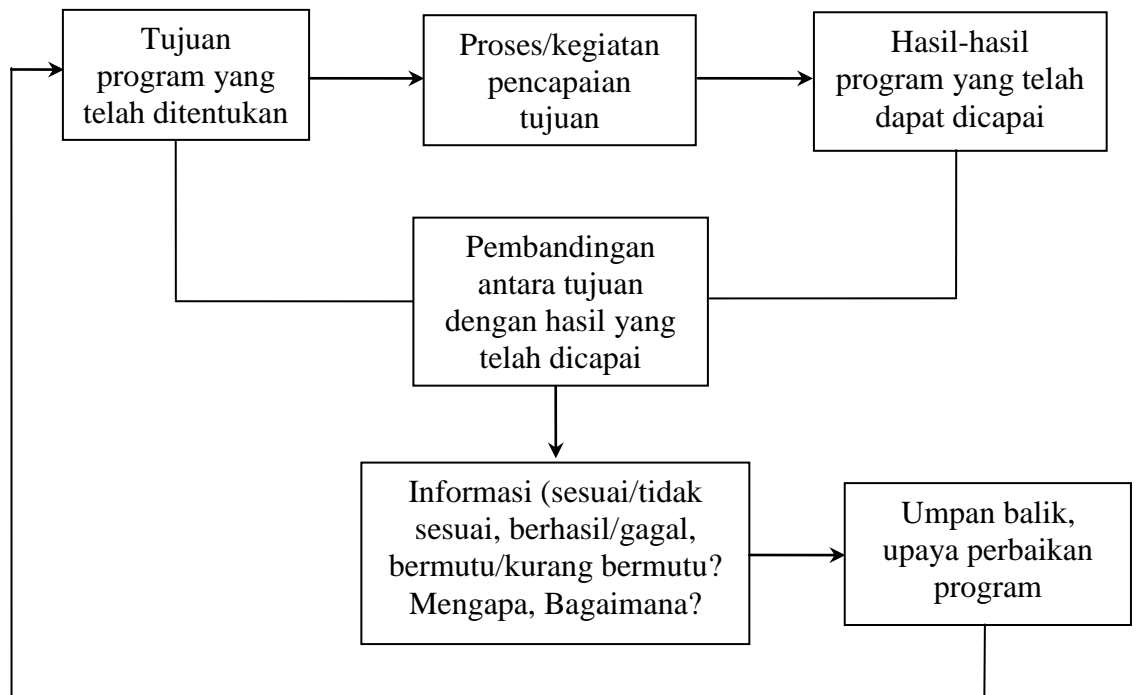 Tujuan
program yang
telah ditentukan
Proses/kegiatan
pencapaian
tujuan
Hasil-hasil
program yang telah
dapat dicapai
Pembandingan
antara tujuan
dengan hasil yang
telah dicapai
Informasi (sesuai/tidak
sesuai, berhasil/gagal,
bermutu/kurang bermutu?
Mengapa, Bagaimana?
Umpan balik,
upaya perbaikan
program